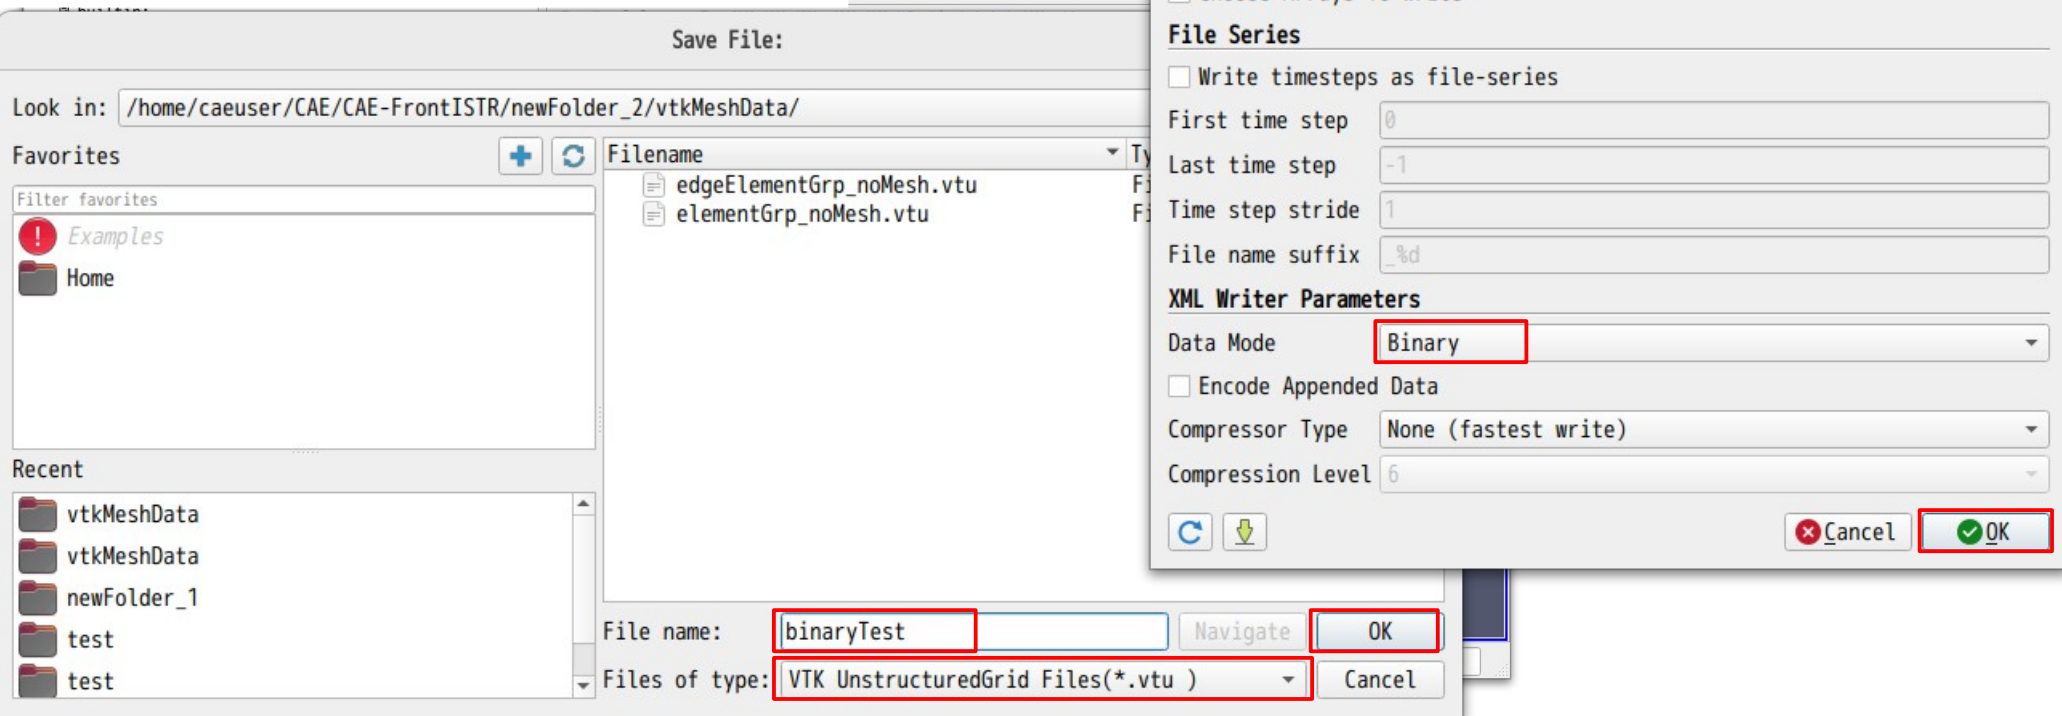 Save File:
Look in: /home/caeuser/CAE/CAE-FrontISTR/newFolder_2/vtkMeshData/
Favorites
Filter favorites
Examples
Home
Recent
vtkMeshData
vtkMeshData
newFolder_1
test
test
Filename
edgeElementGrp_noMesh.vtu
elementGrp_noMesh.vtu
File name: binaryTest Navigate OK
Files of type: VTK UnstructuredGrid Files(*.vtu ) Cancel
File Series
Write timesteps as file-series
First time step 0
Last time step -1
Time step stride 1
File name suffix _%d
XML Writer Parameters
Data Mode Binary
Encode Appended Data
Compressor Type None (fastest write)
Compression Level 6
Cancel OK